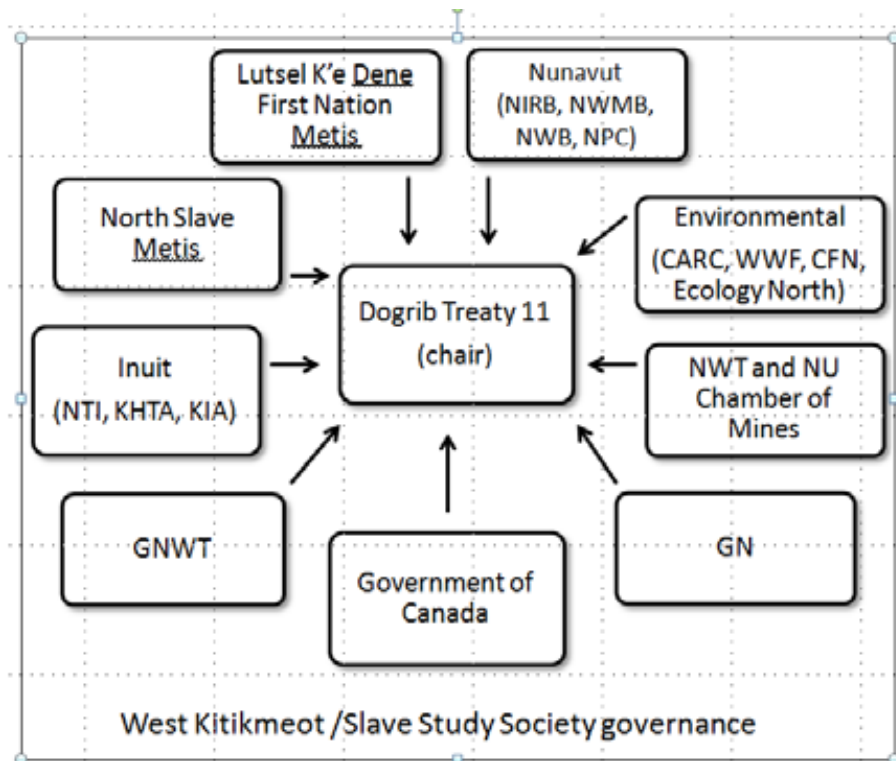 Lutsel K'e Dene
First Nation
Metis
Nunavut
(NIRB, NWMB,
NWB, NPC)
North Slave
Metis
Environmental
(CARC, WWF, CFN,
Ecology North)
Dogrib Treaty 11
(chair)
Inuit
(NTI, KHTA, KIA)
NWT and NU
Chamber of
Mines
GNWT
Government of
Canada
GN
West Kitikmeot /Slave Study Society governance